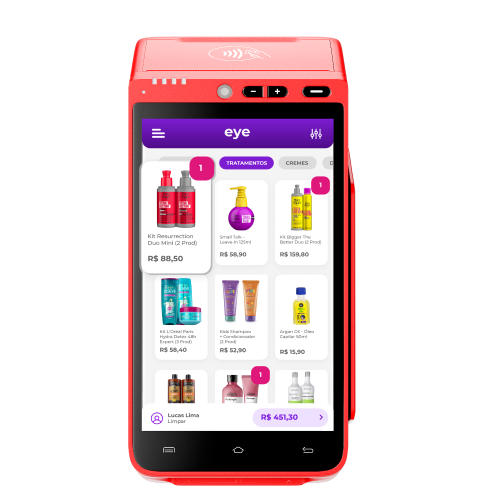 eye
TRATAMENTOS
CREMES
1
Kit Resurrection
Duo Mini (2 Prod)
R$ 88,50
Small Talk -
Leave-In 125ml
R$ 58,90
1
Kit Bigger The
Better Duo (2 Prod)
R$ 159,80
Kit L'Oréal Paris
Hydra Detox 48h
Expert (3 Prod)
R$ 58,40
Kids Shampoo
+ Condicionador
(2 Prod)
R$ 52,90
Argan Oil - Óleo
Capilar 50ml
R$ 15,90
1
Lucas Lima
Limpar
R$ 451,30